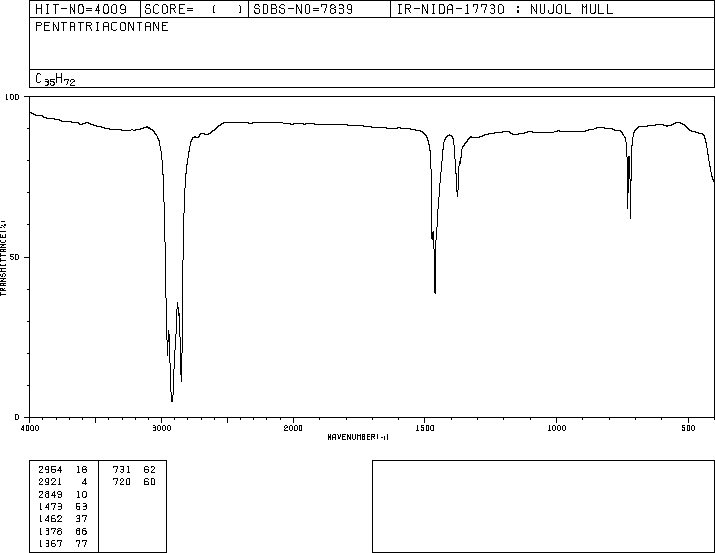 HIT-NO=4009 SCORE= ( ) SDBS-NO=7839 IR-NIDA-17730 : NUJOL MULL
PENTATRIACONTANE
C35H72
100
50
0
TRANSMITTANCE(%)
4000 3000 2000 1500 1000 500
WAVENUMBER(-1)
2954 16 731 62
2921 4 720 60
2849 10
1473 53
1462 37
1378 66
1367 77